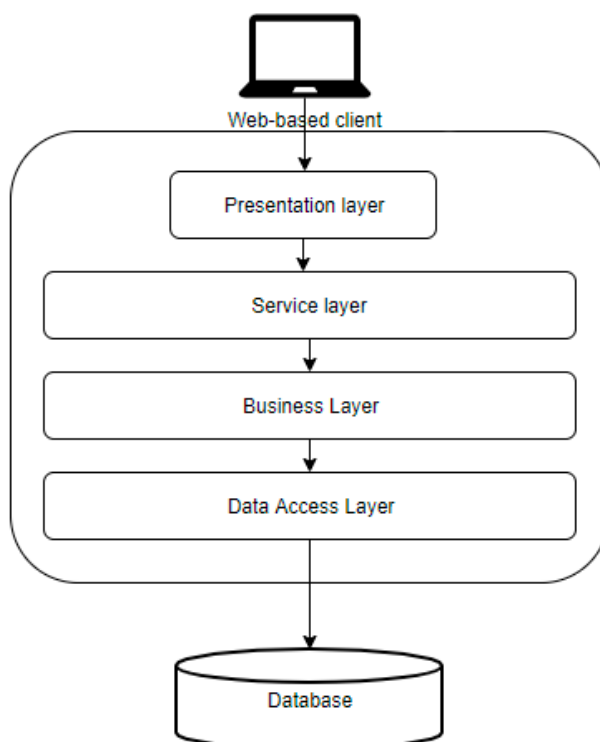 Web-based client
Presentation layer
Service layer
Business Layer
Data Access Layer
Database